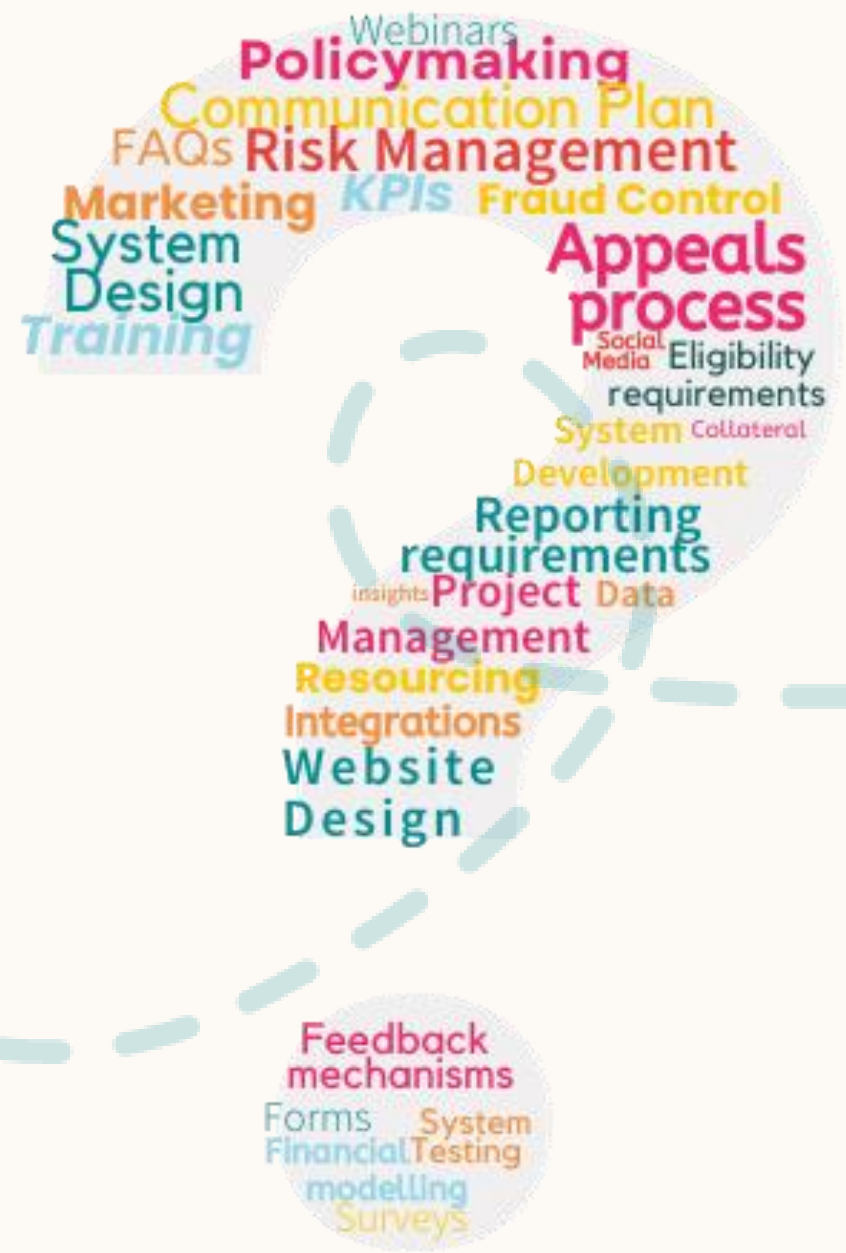 Webinars
Policymaking
Communication Plan
FAQs Risk Management
Marketing KPIs Fraud Control
System
Design
Training
Appeals
process
Social
Media
Eligibility
requirements
System
Development
Collateral
Reporting
requirements
insights
Project
Management
Data
Resourcing
Integrations
Website
Design
Feedback
mechanisms
Forms
System
Testing
Financial
modelling
Surveys